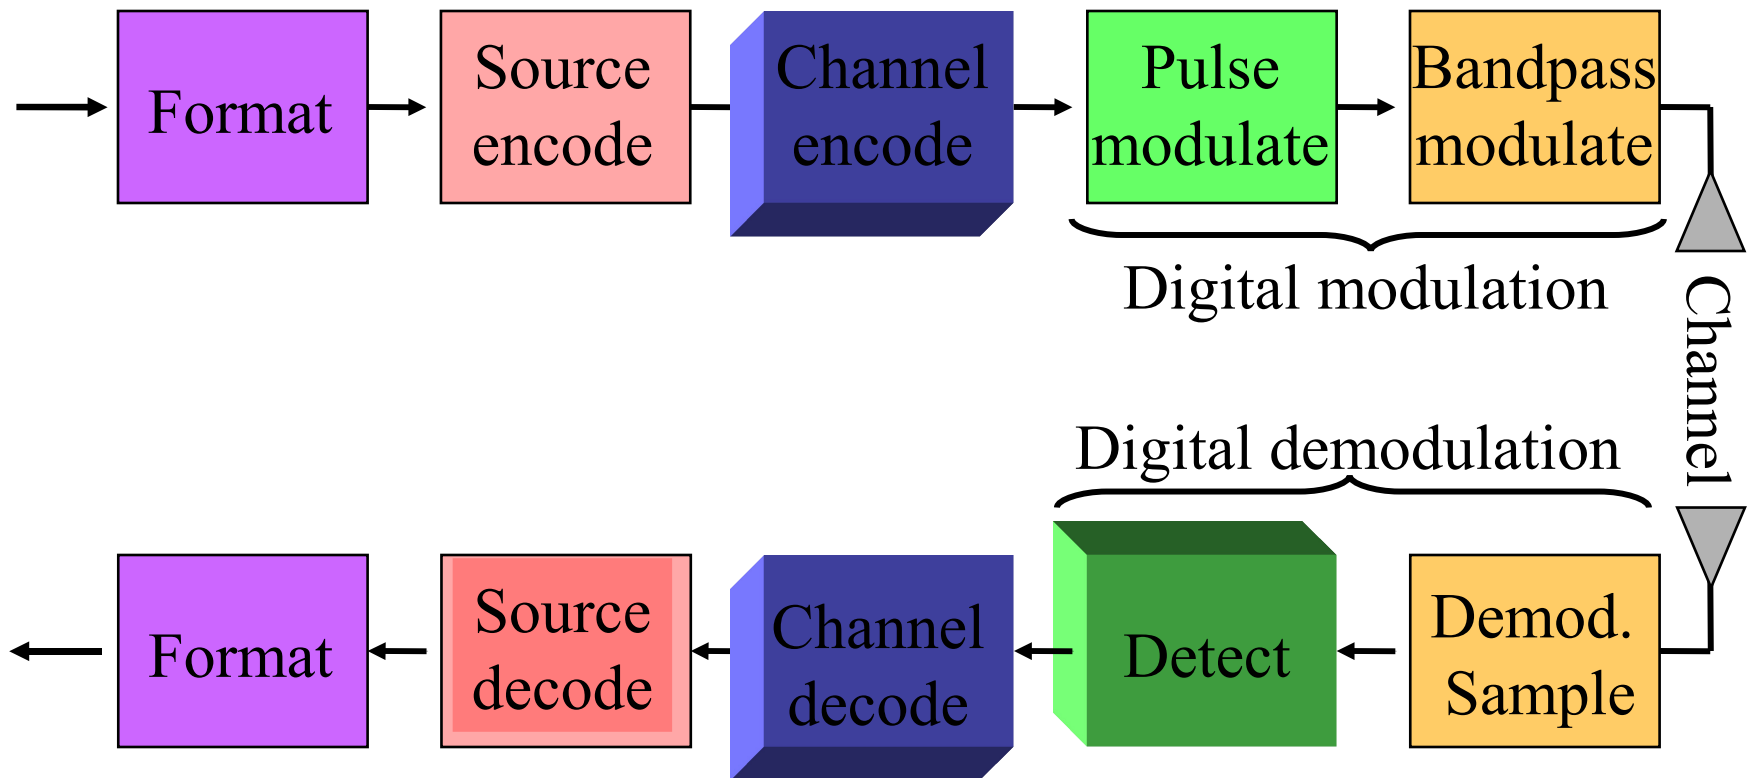 Format
Source
encode
Channel
encode
Pulse
modulate
Bandpass
modulate
Digital modulation
Channel
Digital demodulation
Format
Source
decode
Channel
decode
Detect
Demod.
Sample